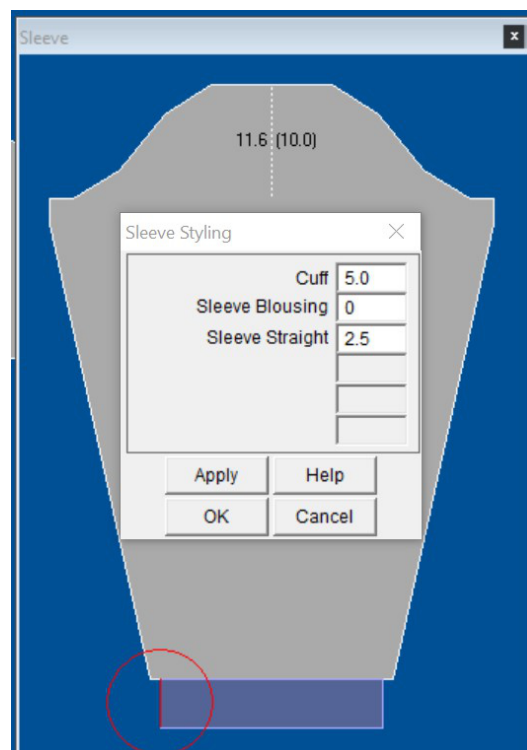 Sleeve
x
11.6 (10.0)
Sleeve Styling
Cuff 5.0
Sleeve Blousing 0
Sleeve Straight 2.5
Apply Help
OK Cancel